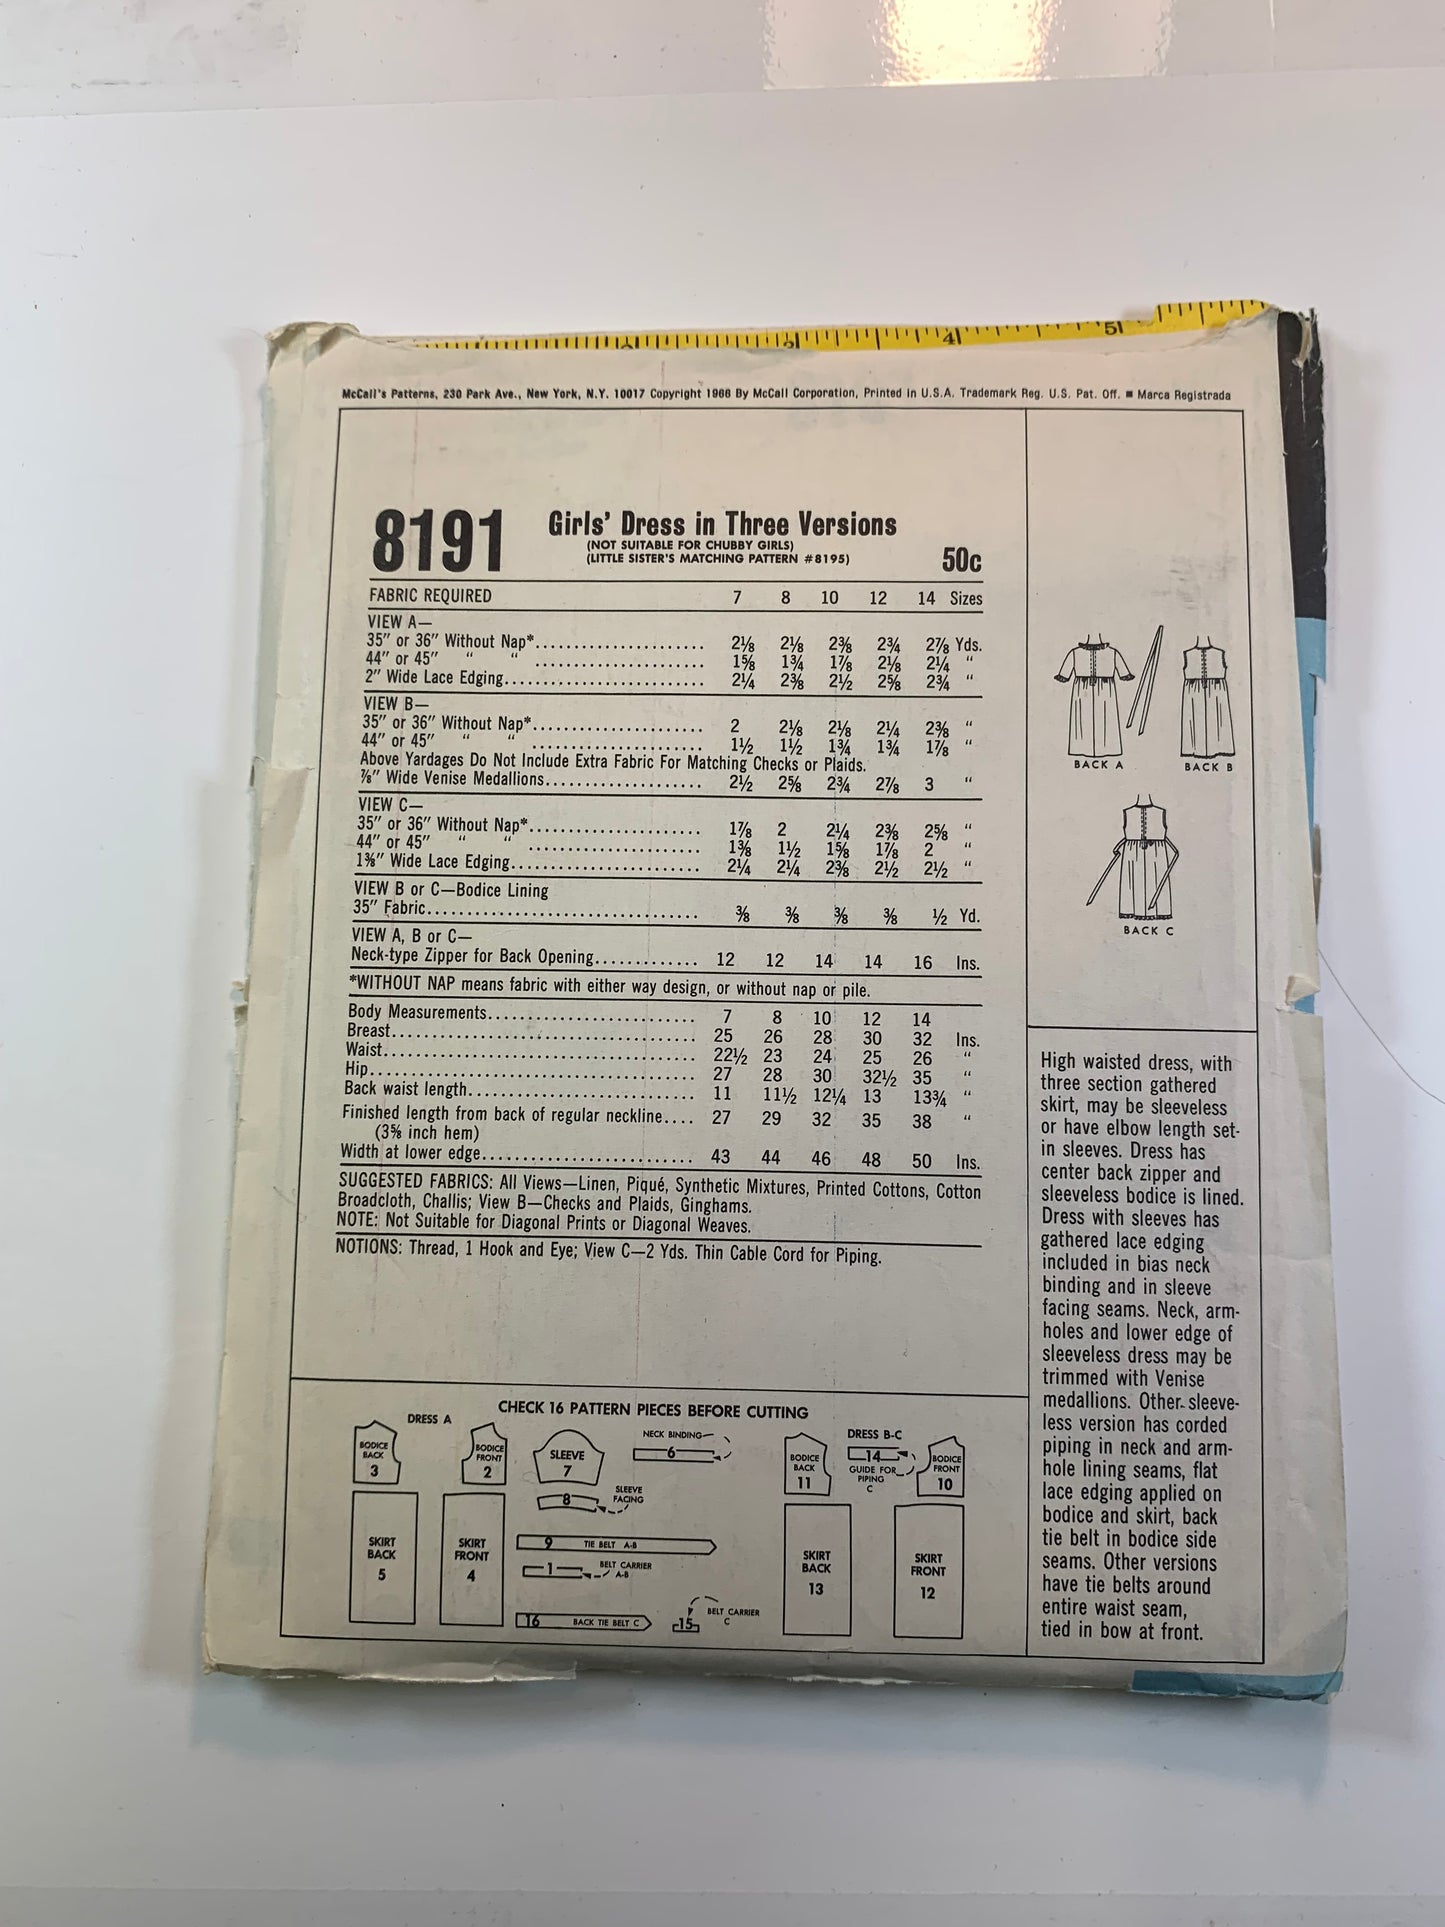 3 4 5
McCall's Patterns, 230 Park Ave., New York, N.Y. 10017 Copyright 1966 By McCall Corporation, Printed in U.S.A. Trademark Reg. U.S. Pat. Off. ■ Marca Registrada
8191 Girls' Dress in Three Versions
(NOT SUITABLE FOR CHUBBY GIRLS)
(LITTLE SISTER'S MATCHING PATTERN #8195) 50c
FABRIC REQUIRED 7 8 10 12 14 Sizes
VIEW A—
35" or 36" Without Nap*...................... 2⅛ 2⅛ 2⅜ 2¾ 2⅞ Yds.
44" or 45" " " ...................... 1⅝ 1¾ 1⅞ 2⅛ 2¼ "
2" Wide Lace Edging.......................... 2¼ 2⅜ 2½ 2⅝ 2¾ "
VIEW B—
35" or 36" Without Nap*...................... 2 2⅛ 2⅛ 2¼ 2⅜ "
44" or 45" " " ...................... 1½ 1½ 1¾ 1¾ 1⅞ "
Above Yardages Do Not Include Extra Fabric For Matching Checks or Plaids.
⅞" Wide Venise Medallions.................... 2½ 2⅝ 2¾ 2⅞ 3 "
VIEW C—
35" or 36" Without Nap*...................... 1⅞ 2 2¼ 2⅜ 2⅝ "
44" or 45" " " ...................... 1⅜ 1½ 1⅝ 1⅞ 2 "
1⅜" Wide Lace Edging........................ 2¼ 2¼ 2⅜ 2½ 2½ "
VIEW B or C—Bodice Lining
35" Fabric................................... ⅜ ⅜ ⅜ ⅜ ½ Yd.
VIEW A, B or C—
Neck-type Zipper for Back Opening............. 12 12 14 14 16 Ins.
*WITHOUT NAP means fabric with either way design, or without nap or pile.
Body Measurements.......................... 7 8 10 12 14
Breast...................................... 25 26 28 30 32 Ins.
Waist....................................... 22½ 23 24 25 26 "
Hip......................................... 27 28 30 32½ 35 "
Back waist length............................. 11 11½ 12¼ 13 13¾ "
Finished length from back of regular neckline.... 27 29 32 35 38 "
(3⅝ inch hem)
Width at lower edge.......................... 43 44 46 48 50 Ins.
SUGGESTED FABRICS: All Views—Linen, Piqué, Synthetic Mixtures, Printed Cottons, Cotton
Broadcloth, Challis; View B—Checks and Plaids, Ginghams.
NOTE: Not Suitable for Diagonal Prints or Diagonal Weaves.
NOTIONS: Thread, 1 Hook and Eye; View C—2 Yds. Thin Cable Cord for Piping.
BACK A
BACK B
BACK C
High waisted dress, with
three section gathered
skirt, may be sleeveless
or have elbow length set-
in sleeves. Dress has
center back zipper and
sleeveless bodice is lined.
Dress with sleeves has
gathered lace edging
included in bias neck
binding and in sleeve
facing seams. Neck, arm-
holes and lower edge of
sleeveless dress may be
trimmed with Venise
medallions. Other sleeve-
less version has corded
piping in neck and arm-
hole lining seams, flat
lace edging applied on
bodice and skirt, back
tie belt in bodice side
seams. Other versions
have tie belts around
entire waist seam,
tied in bow at front.
CHECK 16 PATTERN PIECES BEFORE CUTTING
DRESS A
BODICE
BACK
3
BODICE
FRONT
2
SLEEVE
7
NECK BINDING
6
8
SLEEVE
FACING
SKIRT
BACK
5
SKIRT
FRONT
4
9 TIE BELT A-B
1 BELT CARRIER
A-B
16 BACK TIE BELT C
15 BELT CARRIER
C
DRESS B-C
BODICE
BACK
11
14
GUIDE FOR
PIPING
C
BODICE
FRONT
10
SKIRT
BACK
13
SKIRT
FRONT
12